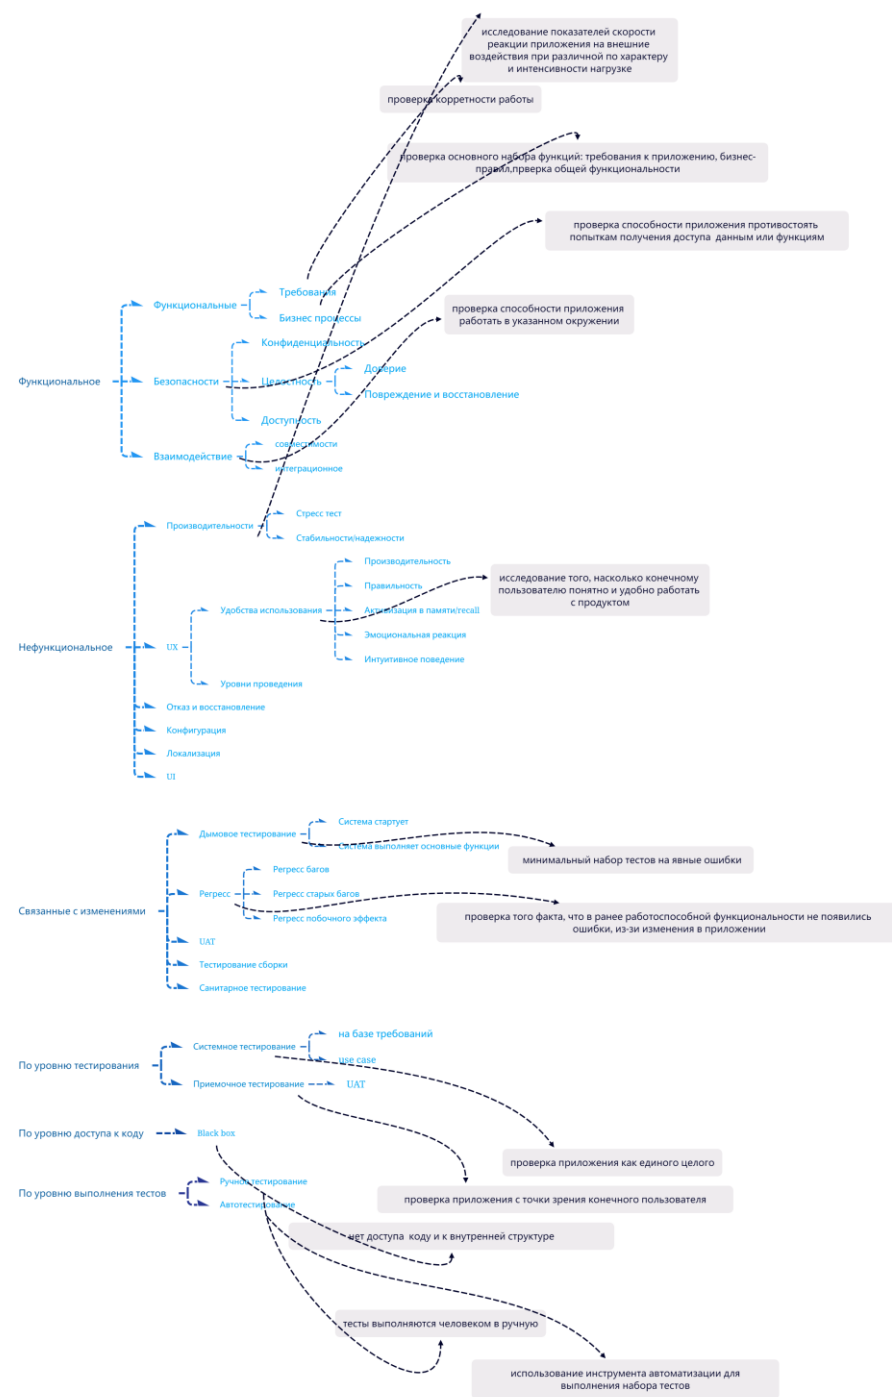 исследование показателей скорости
реакции приложения на внешние
воздействия при различной по характеру
и интенсивности нагрузке
проверка корретности работы
проверка основного набора функций: требования к приложению, бизнес-
правил,прверка общей функциональности
проверка способности приложения противостоять
попыткам получения доступа данным или функциям
Требования
Функциональные
Бизнес процессы
проверка способности приложения
работать в указанном окружении
Конфиденциальность
Доверие
Функциональное
Безопасности
Целостность
Повреждение и восстановление
Доступность
совместимости
Взаимодействие
интеграционное
Стресс тест
Производительности
Стабильности/надежности
Производительность
исследование того, насколько конечному
пользователю понятно и удобно работать
с продуктом
Правильность
Удобства использования
Активизация в памяти/recall
Эмоциональная реакция
Нефункциональное
UX
Интуитивное поведение
Уровни проведения
Отказ и восстановление
Конфигурация
Локализация
UI
Система стартует
Дымовое тестирование
Система выполняет основные функции
минимальный набор тестов на явные ошибки
Регресс багов
Регресс
Регресс старых багов
Связанные с изменениями
Регресс побочного эффекта
проверка того факта, что в ранее работоспособной функциональности не появились
ошибки, из-зи изменения в приложении
UAT
Тестирование сборки
Санитарное тестирование
на базе требований
Системное тестирование
use case
По уровню тестирования
Приемочное тестирование
UAT
По уровню доступа к коду
Black box
проверка приложения как единого целого
Ручное тестирование
По уровню выполнения тестов
Автотестирование
проверка приложения с точки зрения конечного пользователя
нет доступа коду и к внутренней структуре
тесты выполняются человеком в ручную
использование инструмента автоматизации для
выполнения набора тестов